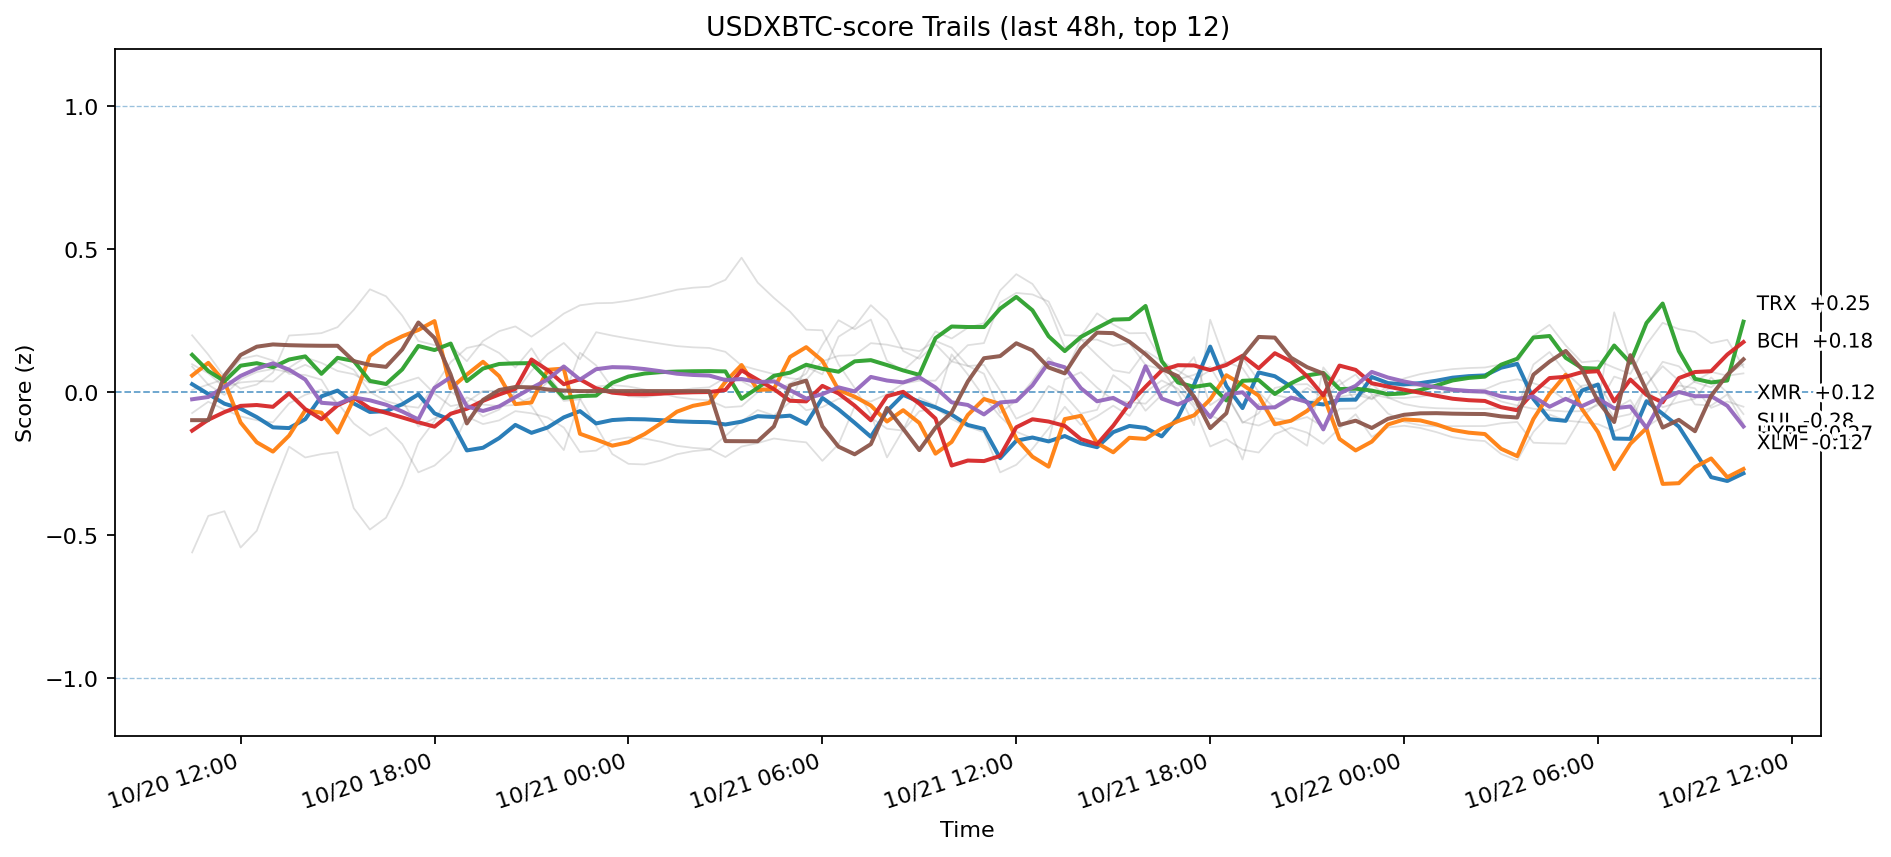 USDXBTC-score Trails (last 48h, top 12)
Score (z)
1.0
0.5
0.0
−0.5
−1.0
TRX +0.25
BCH +0.18
XMR +0.12
-0.28
XLM -0.12
10/20 12:00
10/20 18:00
10/21 00:00
10/21 06:00
10/21 12:00
10/21 18:00
10/22 00:00
10/22 06:00
10/22 12:00
Time